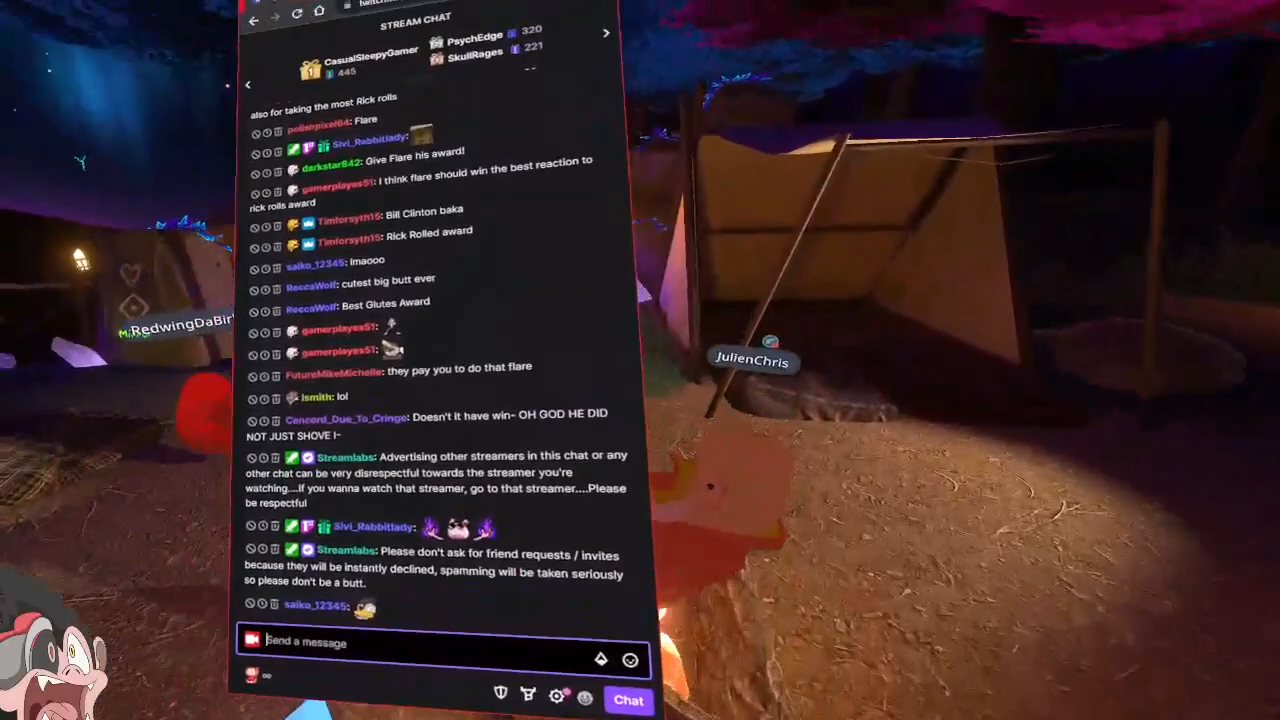 STREAM CHAT
CasualSleepyGamer
445
PsychEdge 320
SkullRages 221
--
also for taking the most Rick rolls
polishpixel64: Flare
Sivi_Rabbitlady:
darkstar842: Give Flare his award!
gamerplayes51: I think flare should win the best reaction to
rick rolls award
Timforsyth15: Bill Clinton baka
Timforsyth15: Rick Rolled award
saiko_12345: lmaooo
ReccaWolf: cutest big butt ever
ReccaWolf: Best Glutes Award
gamerplayes51:
gamerplayes51:
FutureMikeMichelle: they pay you to do that flare
lsmith: lol
Cencord_Due_To_Cringe: Doesn't it have win- OH GOD HE DID
NOT JUST SHOVE I-
Streamlabs: Advertising other streamers in this chat or any
other chat can be very disrespectful towards the streamer you're
watching....If you wanna watch that streamer, go to that streamer....Please
be respectful
Sivi_Rabbitlady:
Streamlabs: Please don't ask for friend requests / invites
because they will be instantly declined, spamming will be taken seriously
so please don't be a butt.
saiko_12345:
Send a message
∞
Chat
RedwingDaBir
JulienChris